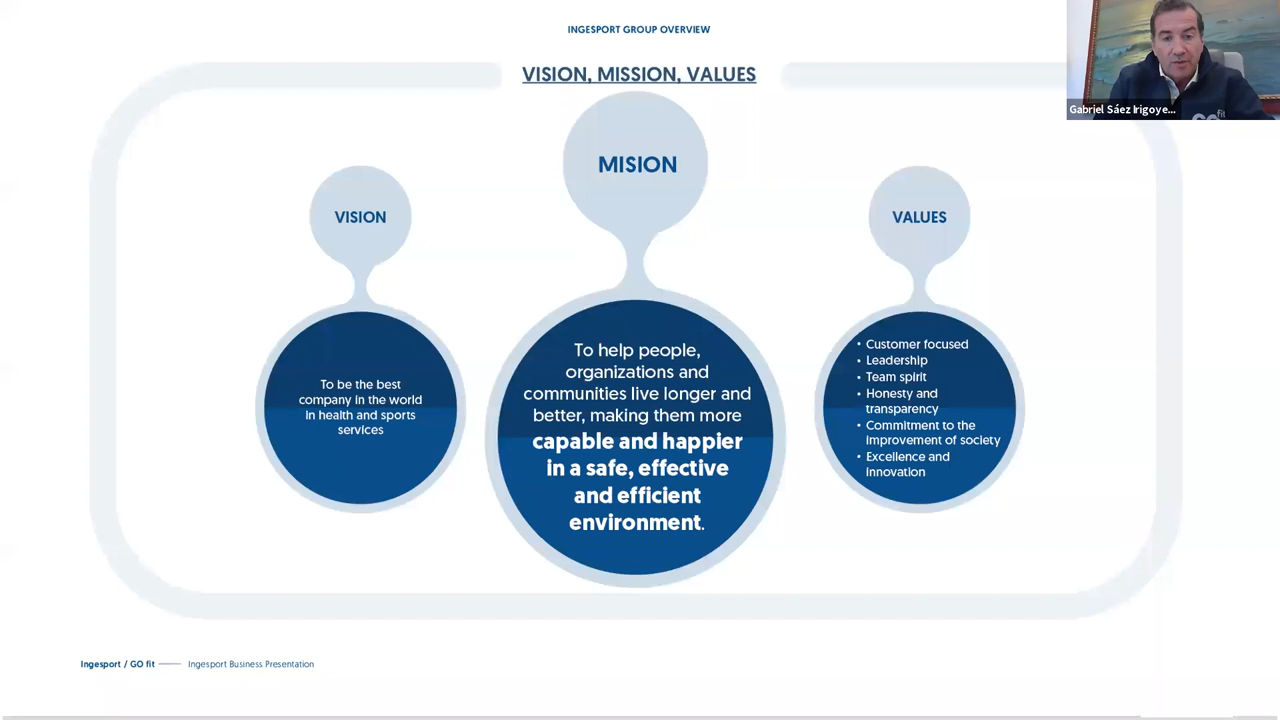 INGESPORT GROUP OVERVIEW
VISION, MISSION, VALUES
Gabriel Sáez Irigoye...
GO fit
MISION
VISION
VALUES
To be the best
company in the world
in health and sports
services
To help people,
organizations and
communities live longer and
better, making them more
capable and happier
in a safe, effective
and efficient
environment.
• Customer focused
• Leadership
• Team spirit
• Honesty and
transparency
• Commitment to the
improvement of society
• Excellence and
innovation
Ingesport / GO fit —— Ingesport Business Presentation